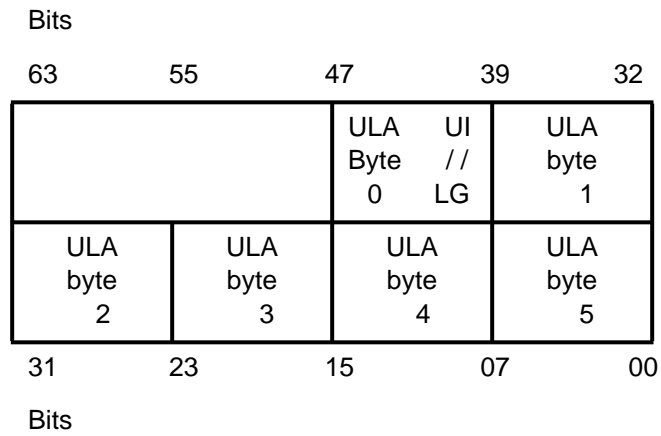 Bits
63 55 47 39 32
ULA UI ULA
Byte // byte
0 LG 1
ULA ULA ULA ULA
byte byte byte byte
2 3 4 5
31 23 15 07 00
Bits